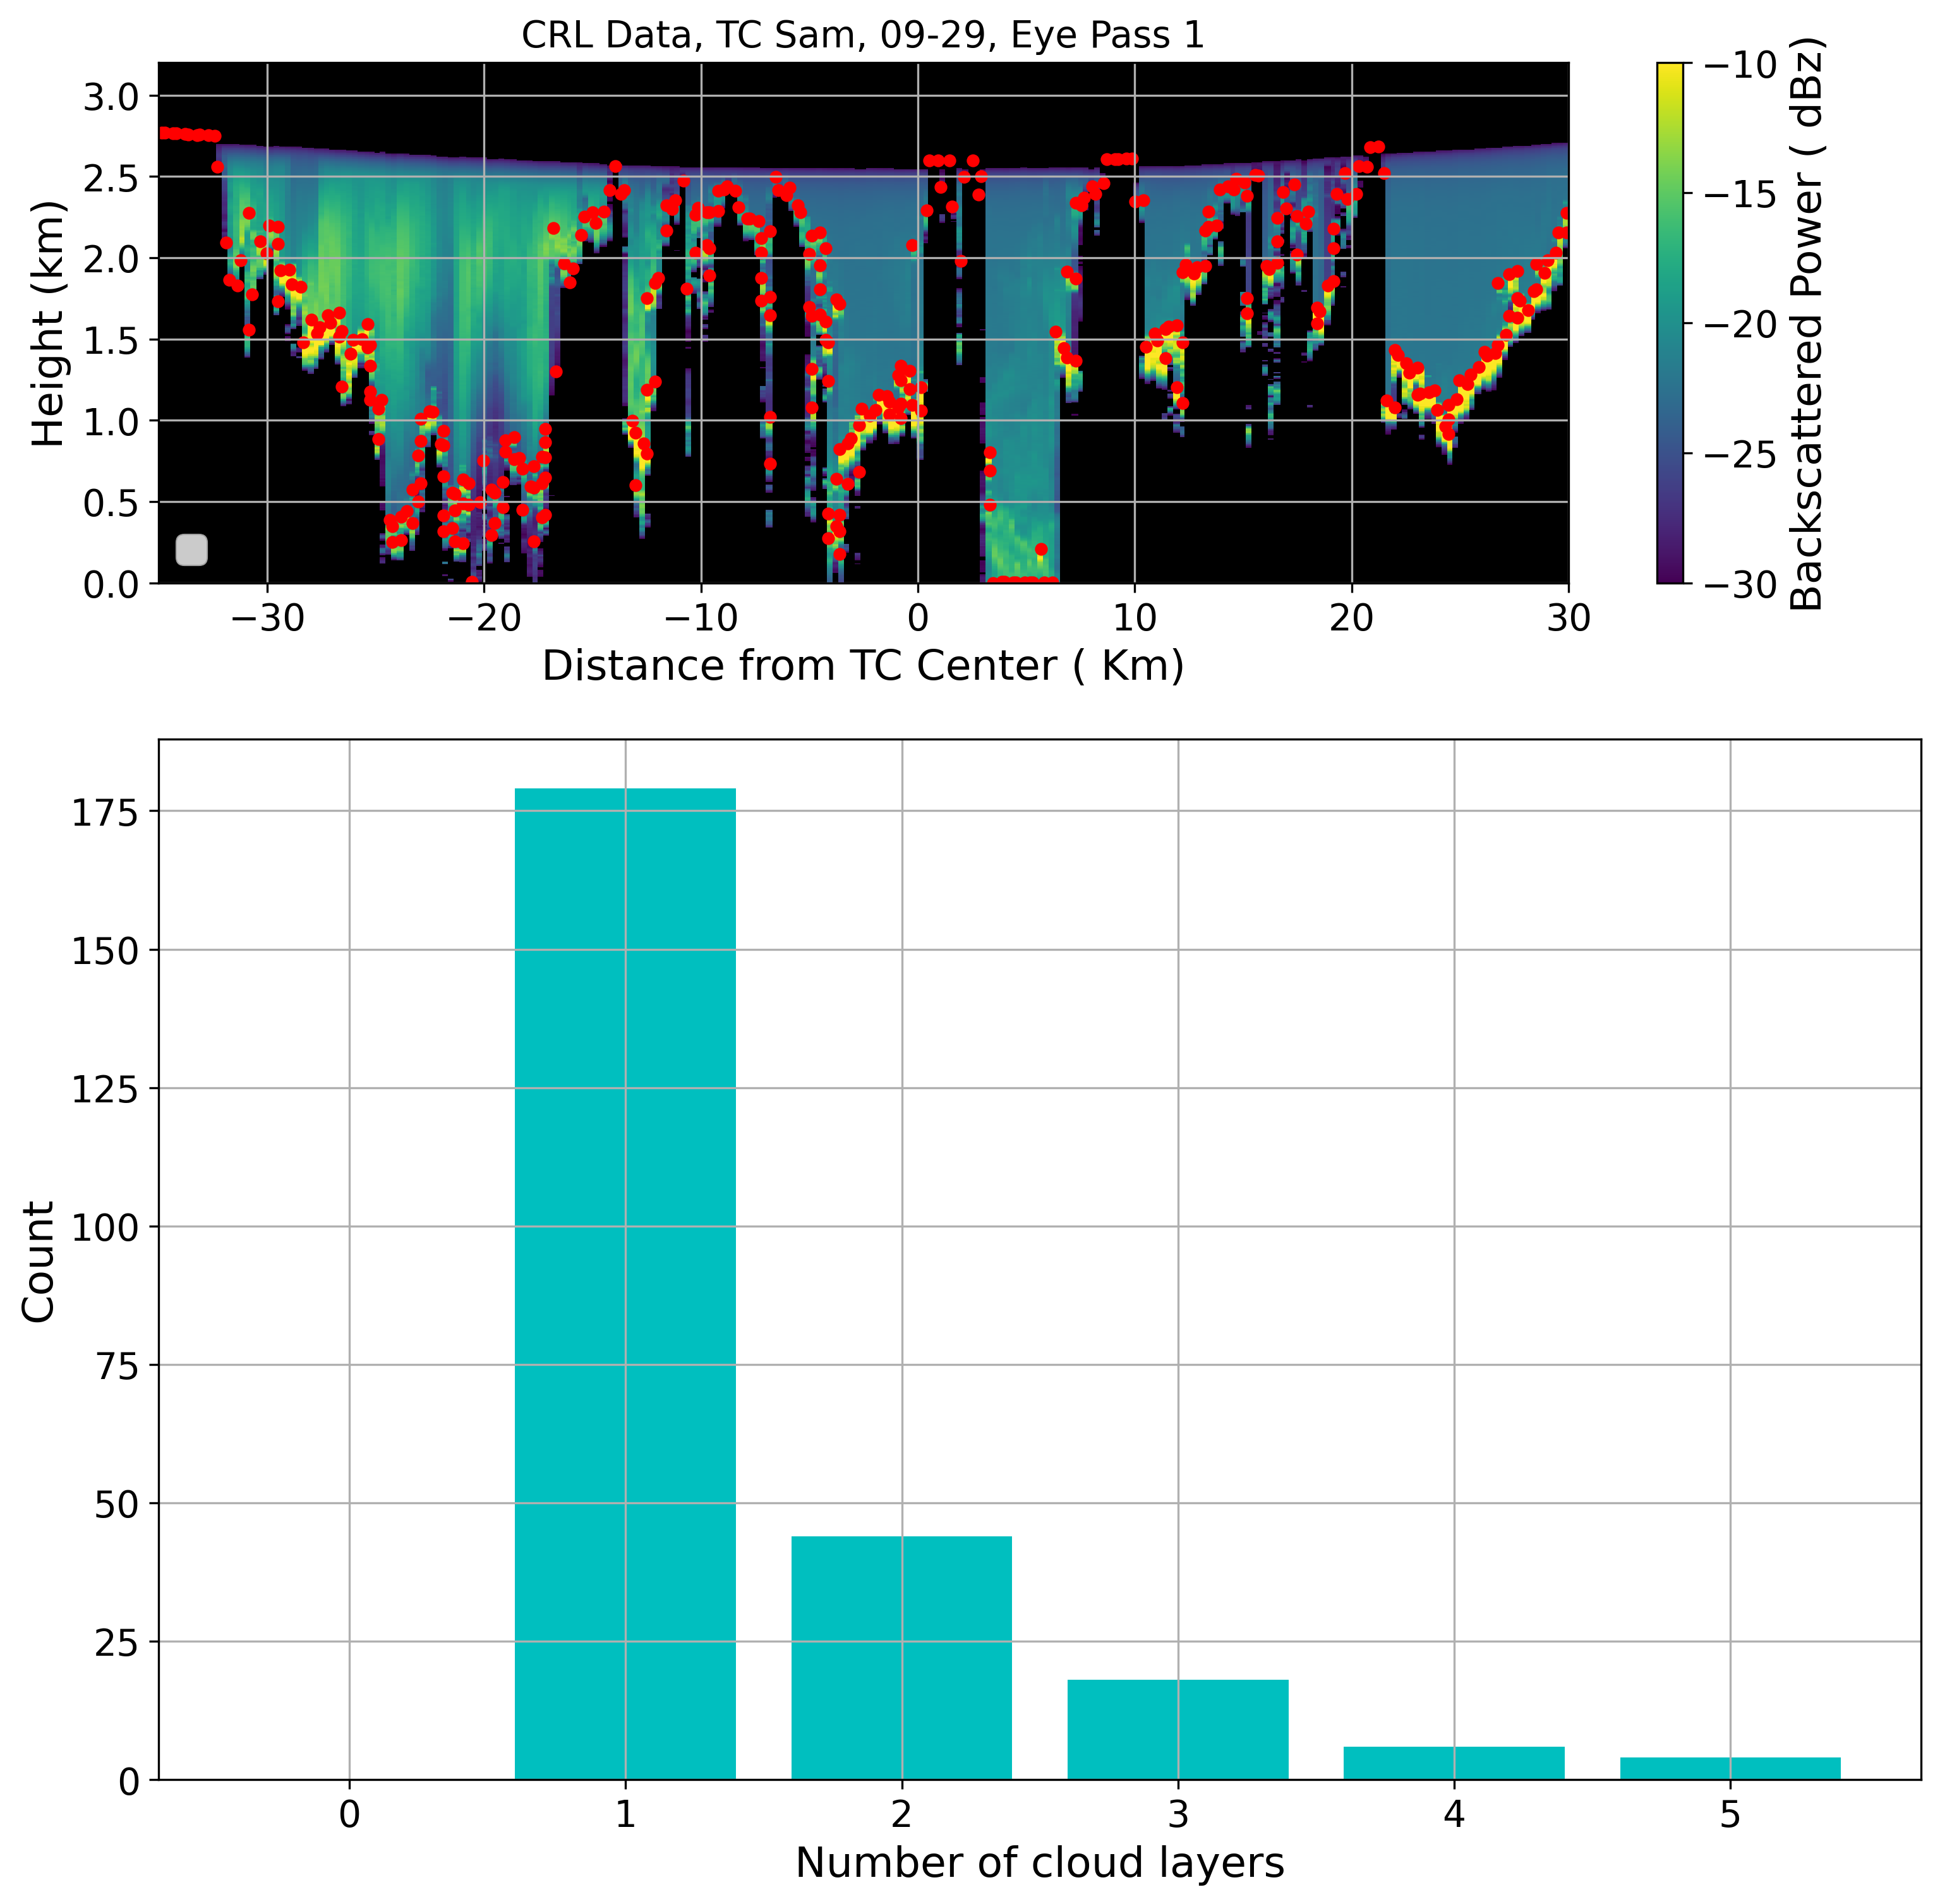 CRL Data, TC Sam, 09-29, Eye Pass 1
3.0
2.5
2.0
1.5
1.0
0.5
0.0
Height (km)
−30 −20 −10 0 10 20 30
Distance from TC Center ( Km)
−10
−15
−20
−25
−30
Backscattered Power ( dBz)
175
150
125
100
75
50
25
0
Count
0 1 2 3 4 5
Number of cloud layers